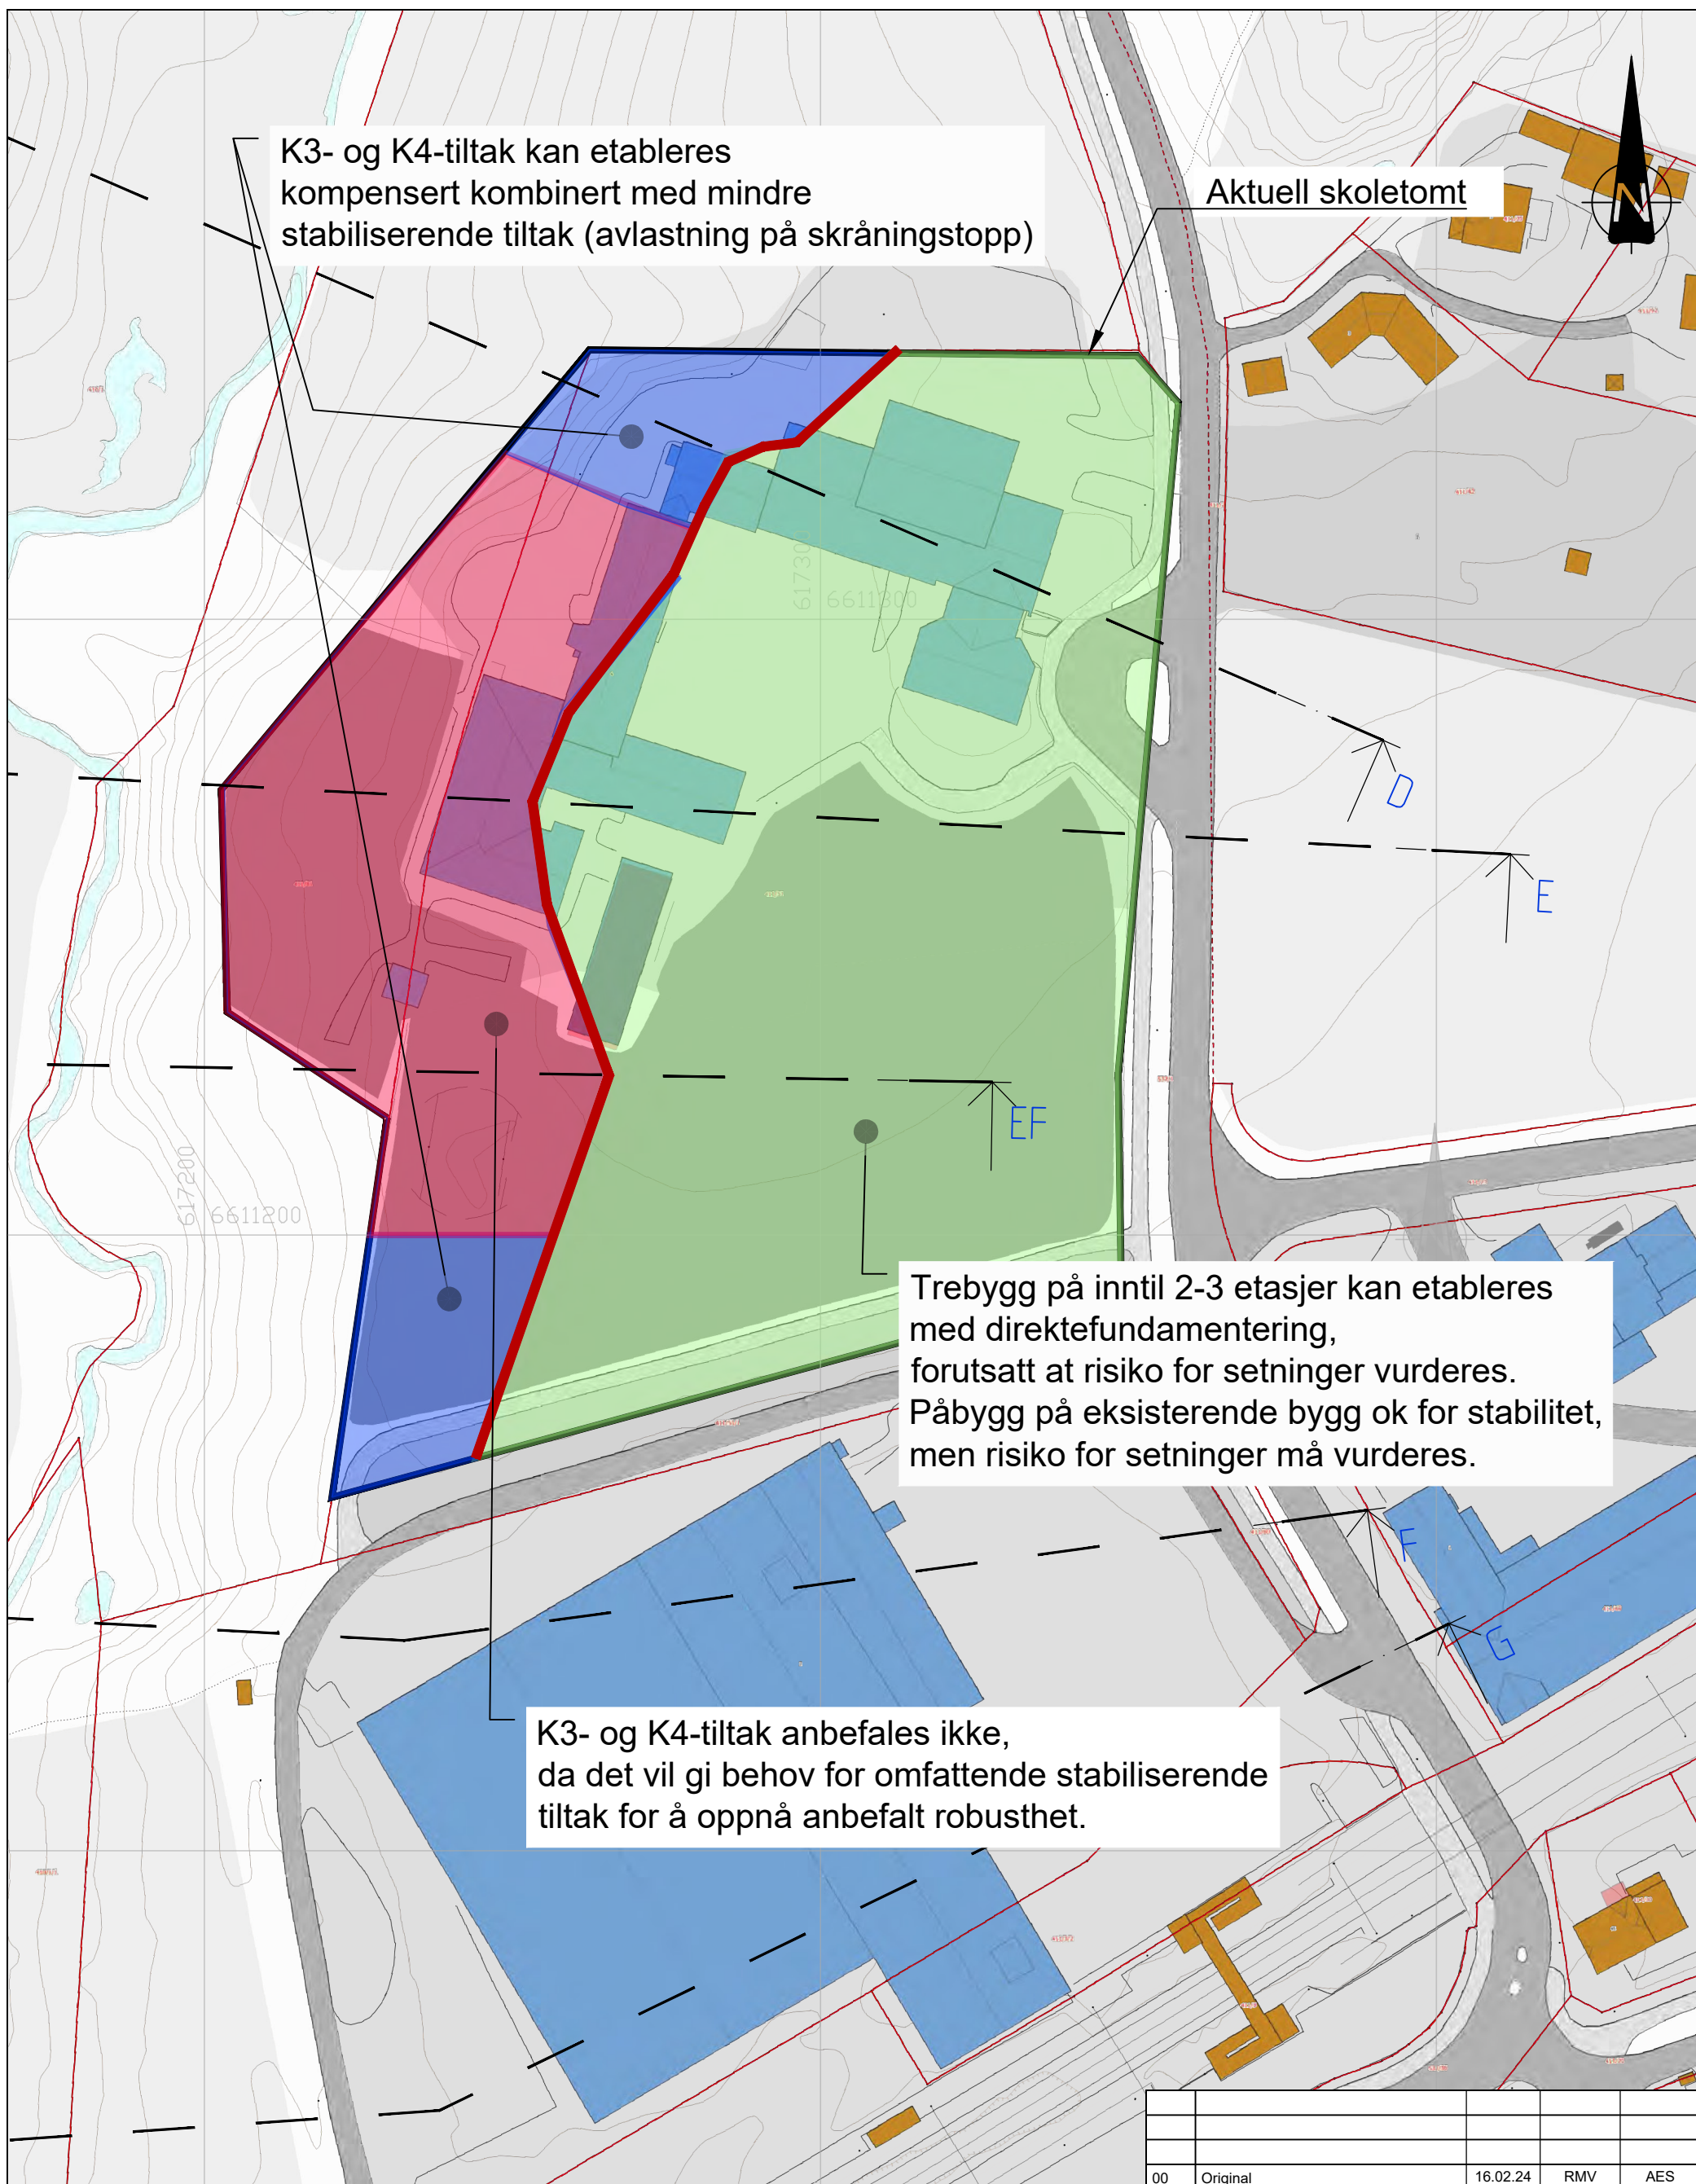 K3- og K4-tiltak kan etableres
kompensert kombinert med mindre
stabiliserende tiltak (avlastning på skråningstopp)
Aktuell skoletomt
N
617300
6611300
D
E
EF
617200
6611200
Trebygg på inntil 2-3 etasjer kan etableres
med direktefundamentering,
forutsatt at risiko for setninger vurderes.
Påbygg på eksisterende bygg ok for stabilitet,
men risiko for setninger må vurderes.
F
G
K3- og K4-tiltak anbefales ikke,
da det vil gi behov for omfattende stabiliserende
tiltak for å oppnå anbefalt robusthet.
00 Original 16.02.24 RMV AES